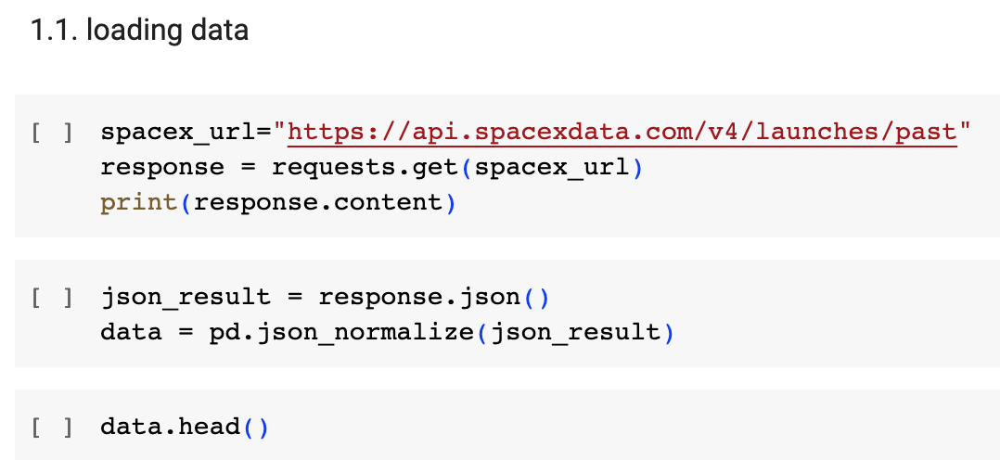 1.1. loading data
[ ] spacex_url="https://api.spacexdata.com/v4/launches/past"
response = requests.get(spacex_url)
print(response.content)
[ ] json_result = response.json()
data = pd.json_normalize(json_result)
[ ] data.head()